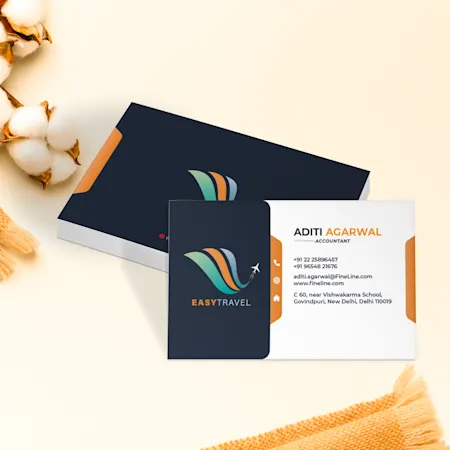 ADITI AGARWAL
ACCOUNTANT
+91 22 25896457
+91 96548 21676
aditi.agarwal@FineLine.com
www.fineline.com
C 60, near Vishwakarma School,
Govindpuri, New Delhi, Delhi 110019
EASYTRAVEL